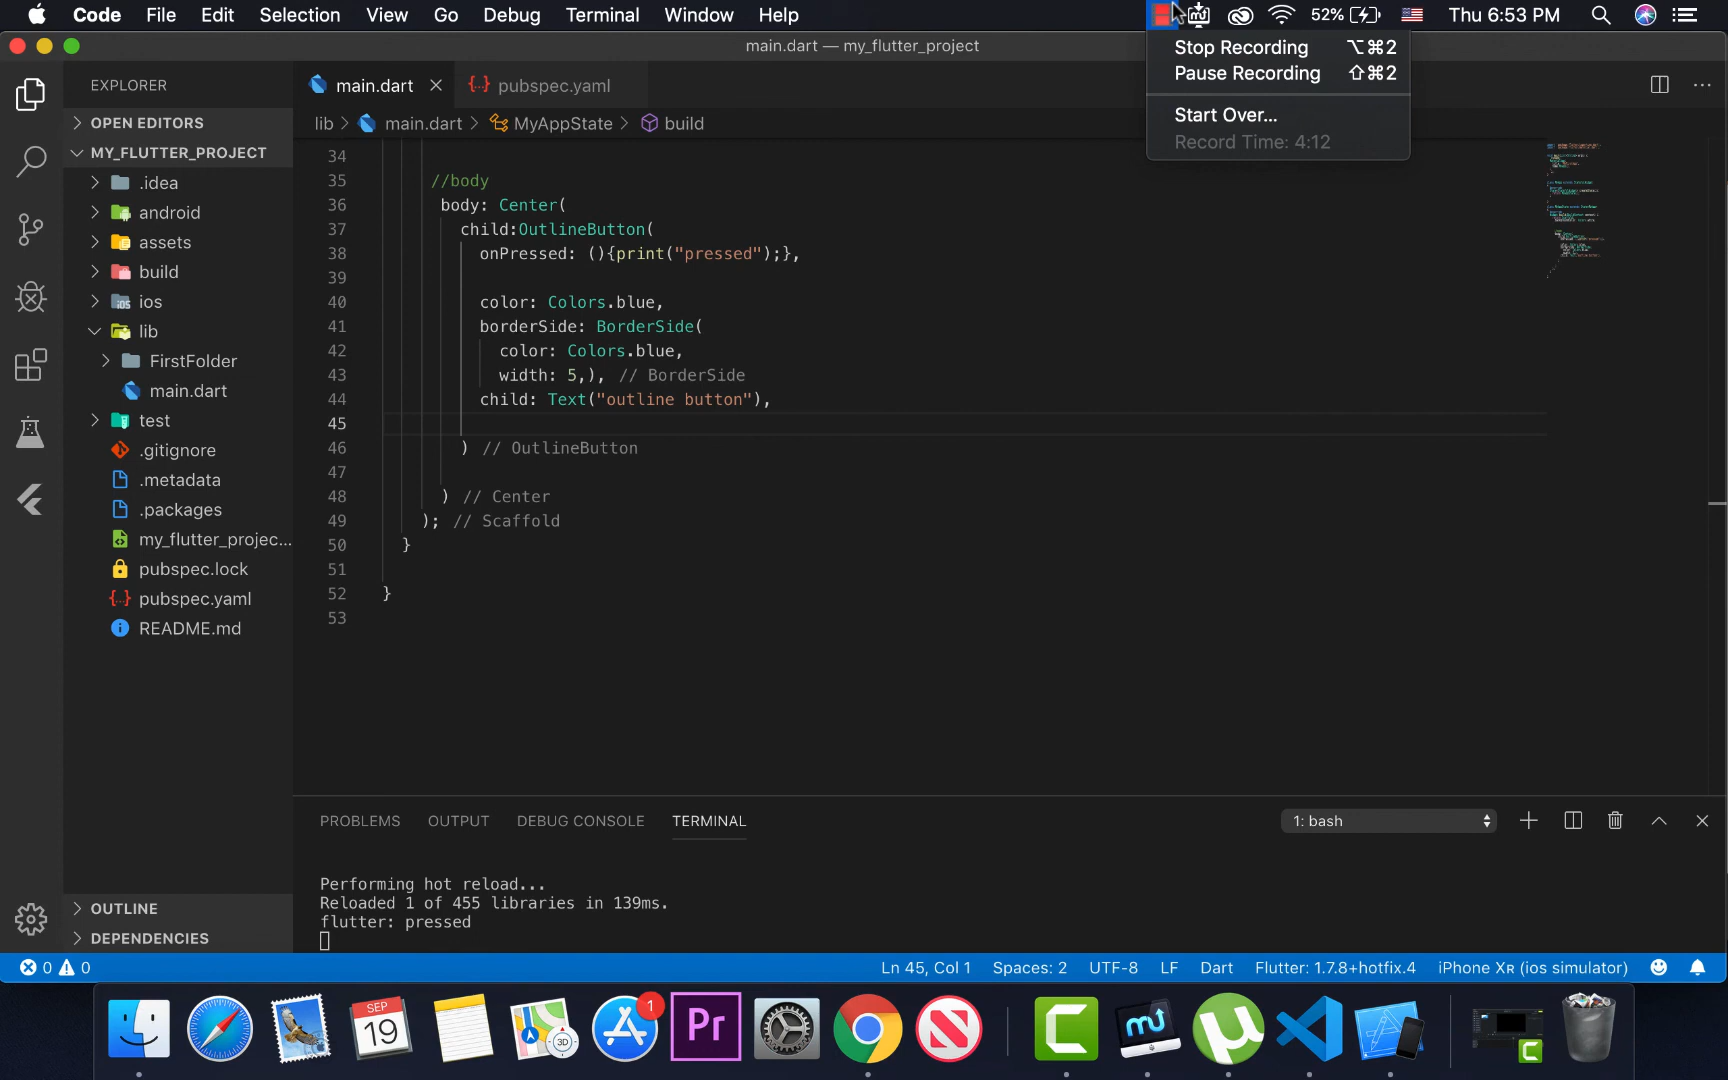 Code File Edit Selection View Go Debug Terminal Window Help
52% Thu 6:53 PM
main.dart — my_flutter_project
Stop Recording ⌥⌘2
Pause Recording ⇧⌘2
Start Over...
Record Time: 4:12
EXPLORER
OPEN EDITORS
MY_FLUTTER_PROJECT
.idea
android
assets
build
ios
lib
FirstFolder
main.dart
test
.gitignore
.metadata
.packages
my_flutter_projec...
pubspec.lock
pubspec.yaml
README.md
OUTLINE
DEPENDENCIES
main.dart pubspec.yaml
lib > main.dart > MyAppState > build
34
35 //body
36 body: Center(
37 child:OutlineButton(
38 onPressed: (){print("pressed");},
39
40 color: Colors.blue,
41 borderSide: BorderSide(
42 color: Colors.blue,
43 width: 5,), // BorderSide
44 child: Text("outline button"),
45
46 ) // OutlineButton
47
48 ) // Center
49 ); // Scaffold
50 }
51
52 }
53
PROBLEMS OUTPUT DEBUG CONSOLE TERMINAL
1: bash
Performing hot reload...
Reloaded 1 of 455 libraries in 139ms.
flutter: pressed
0 0
Ln 45, Col 1 Spaces: 2 UTF-8 LF Dart Flutter: 1.7.8+hotfix.4 iPhone XR (ios simulator)
SEP
19
3D
1
Pr
N
C
mu
µ
C